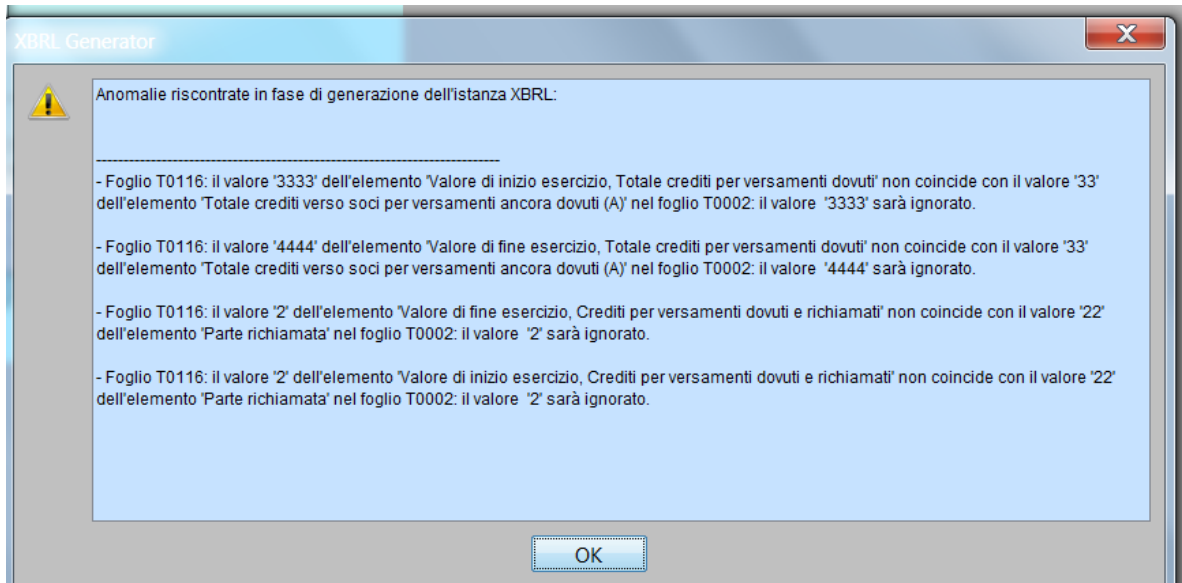 XBRL Generator
Anomalie riscontrate in fase di generazione dell'istanza XBRL:
--------------------------------------------------------------------------
- Foglio T0116: il valore '3333' dell'elemento 'Valore di inizio esercizio, Totale crediti per versamenti dovuti' non coincide con il valore '33'
dell'elemento 'Totale crediti verso soci per versamenti ancora dovuti (A)' nel foglio T0002: il valore '3333' sarà ignorato.
- Foglio T0116: il valore '4444' dell'elemento 'Valore di fine esercizio, Totale crediti per versamenti dovuti' non coincide con il valore '33'
dell'elemento 'Totale crediti verso soci per versamenti ancora dovuti (A)' nel foglio T0002: il valore '4444' sarà ignorato.
- Foglio T0116: il valore '2' dell'elemento 'Valore di fine esercizio, Crediti per versamenti dovuti e richiamati' non coincide con il valore '22'
dell'elemento 'Parte richiamata' nel foglio T0002: il valore '2' sarà ignorato.
- Foglio T0116: il valore '2' dell'elemento 'Valore di inizio esercizio, Crediti per versamenti dovuti e richiamati' non coincide con il valore '22'
dell'elemento 'Parte richiamata' nel foglio T0002: il valore '2' sarà ignorato.
OK